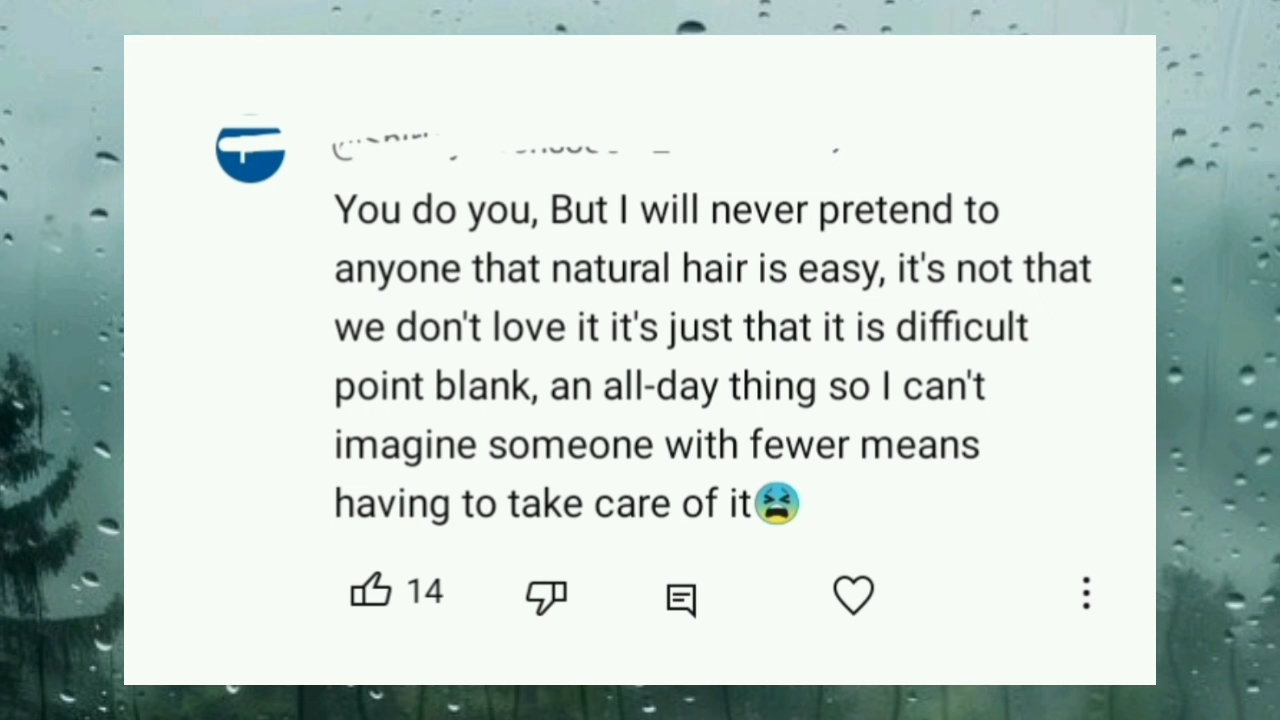 You do you, But I will never pretend to
anyone that natural hair is easy, it's not that
we don't love it it's just that it is difficult
point blank, an all-day thing so I can't
imagine someone with fewer means
having to take care of it😫
14